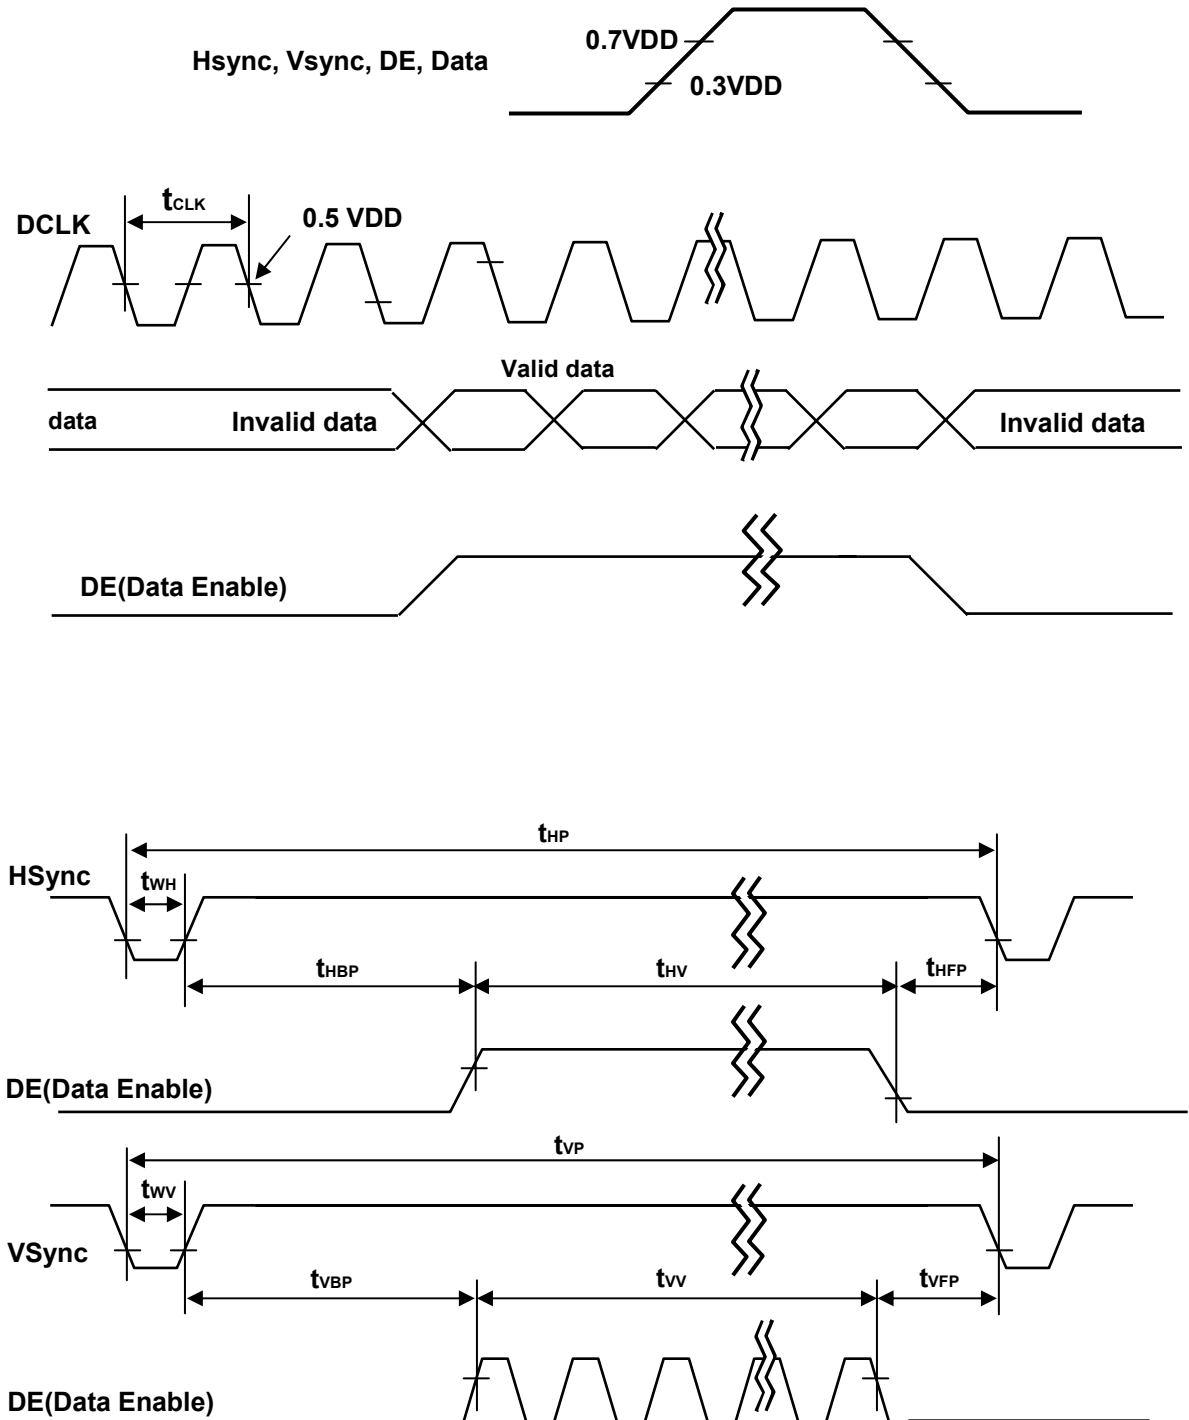 Hsync, Vsync, DE, Data
0.7VDD
0.3VDD
tCLK
DCLK
0.5 VDD
Valid data
data
Invalid data
Invalid data
DE(Data Enable)
tHP
HSync
tWH
tHBP
tHV
tHFP
DE(Data Enable)
tVP
tWV
VSync
tVBP
tVV
tVFP
DE(Data Enable)